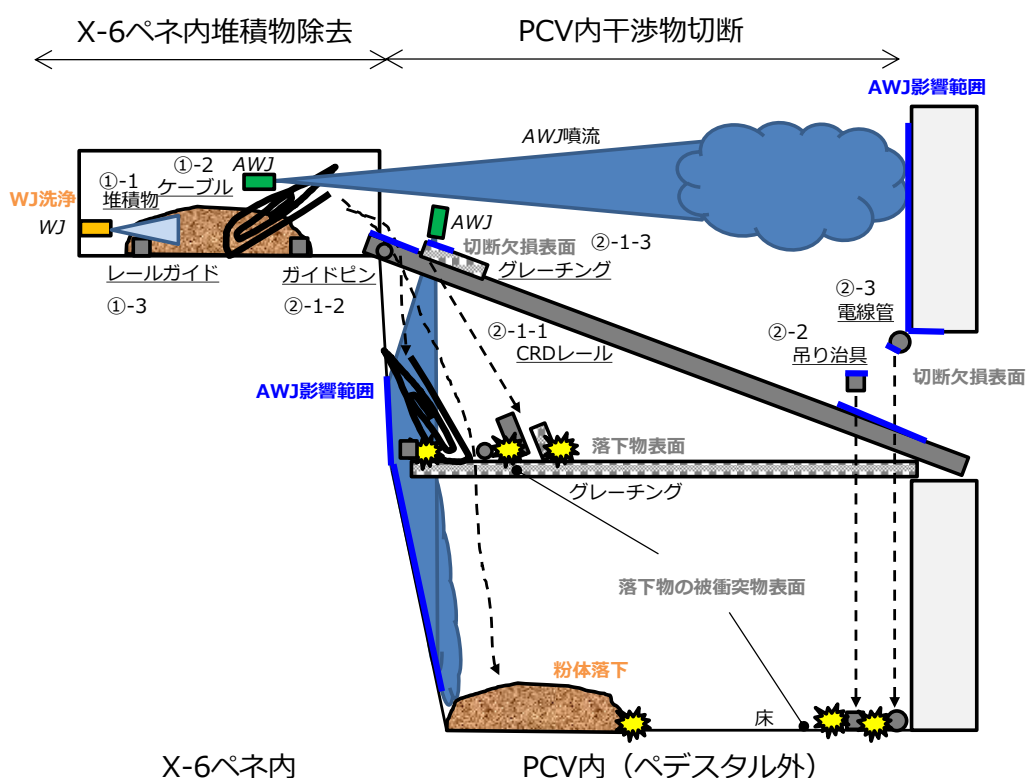 X-6ペネ内堆積物除去
PCV内干渉物切断
AWJ影響範囲
AWJ噴流
①-2
AWJ
ケーブル
①-1
堆積物
WJ洗浄
WJ
AWJ
切断欠損表面
②-1-3
グレーチング
レールガイド
ガイドピン
①-3
②-1-2
②-3
電線管
②-1-1
CRDレール
②-2
吊り治具
切断欠損表面
AWJ影響範囲
落下物表面
グレーチング
落下物の被衝突物表面
粉体落下
床
X-6ペネ内
PCV内（ペデスタル外）